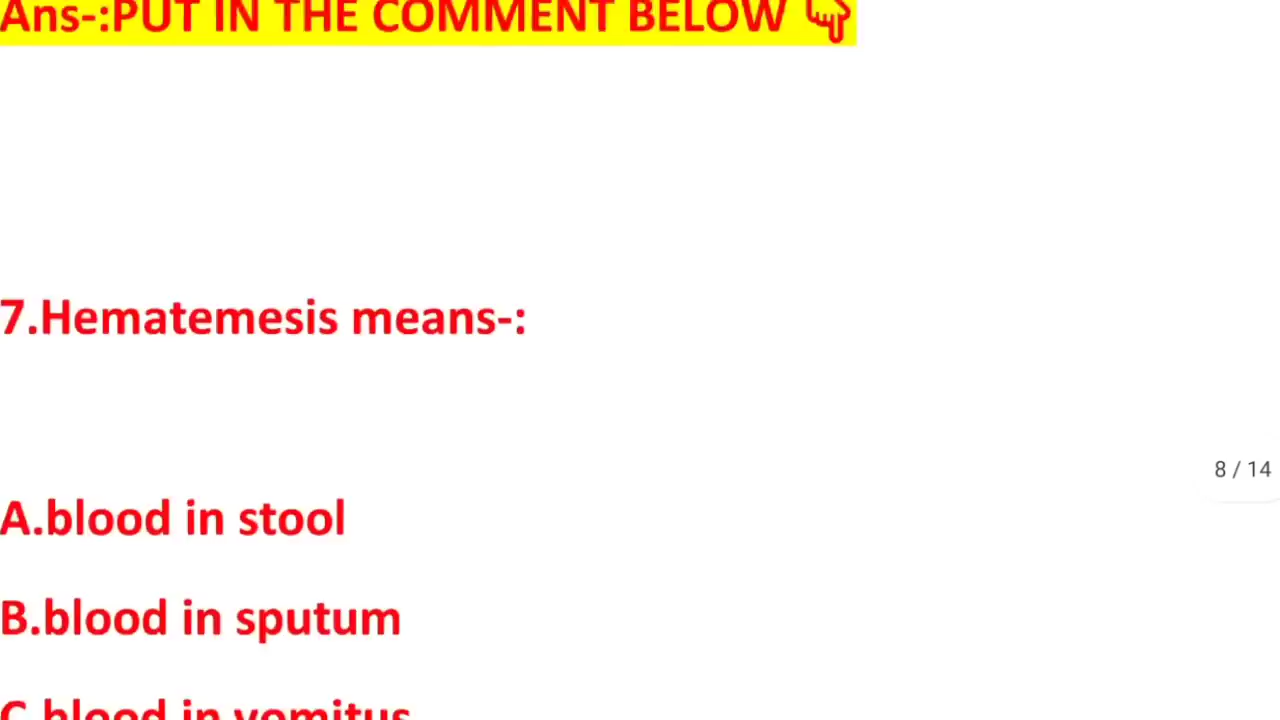 Ans-:PUT IN THE COMMENT BELOW 👇
7.Hematemesis means-:
8 / 14
A.blood in stool
B.blood in sputum
C.blood in vomitus